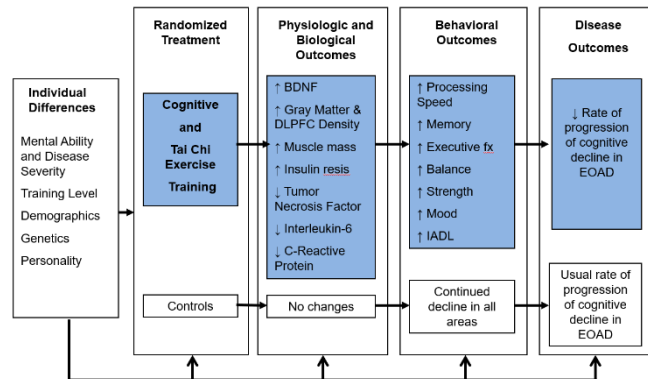 Individual
Differences
Mental Ability
and Disease
Severity
Training Level
Demographics
Genetics
Personality
Randomized
Treatment
Cognitive
and
Tai Chi
Exercise
Training
Controls
Physiologic and
Biological
Outcomes
↑ BDNF
↑ Gray Matter &
DLPFC Density
↑ Muscle mass
↑ Insulin resis
↓ Tumor
Necrosis Factor
↓ Interleukin-6
↓ C-Reactive
Protein
No changes
Behavioral
Outcomes
↑ Processing
Speed
↑ Memory
↑ Executive fx
↑ Balance
↑ Strength
↑ Mood
↑ IADL
Continued
decline in all
areas
Disease
Outcomes
↓ Rate of
progression
of cognitive
decline in
EOAD
Usual rate of
progression
of cognitive
decline in
EOAD